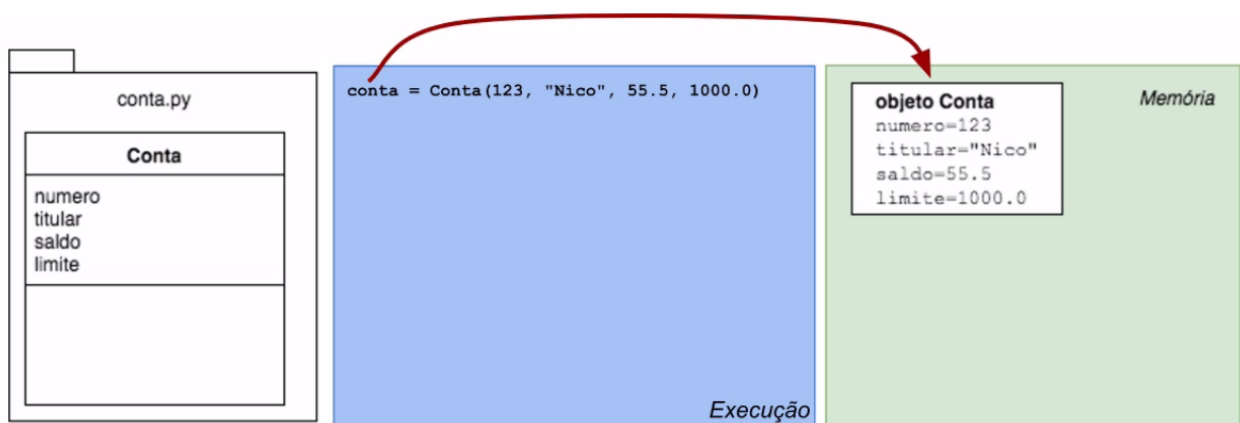 conta.py
Conta
numero
titular
saldo
limite
conta = Conta(123, "Nico", 55.5, 1000.0)
Execução
objeto Conta
numero=123
titular="Nico"
saldo=55.5
limite=1000.0
Memória